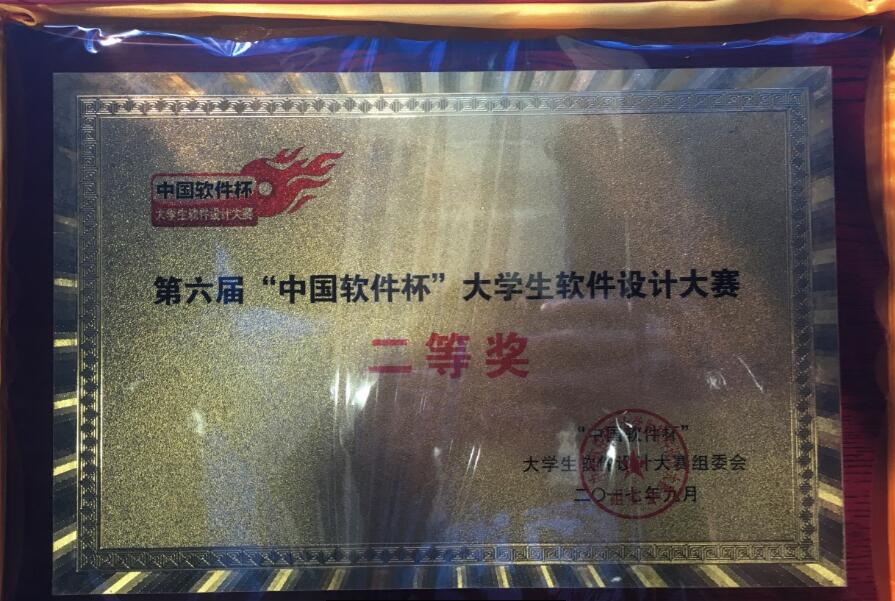 中国软件杯
大学生软件设计大赛
第六届“中国软件杯”大学生软件设计大赛
二等奖
“中国软件杯”
大学生软件设计大赛组委会
二〇一七年九月